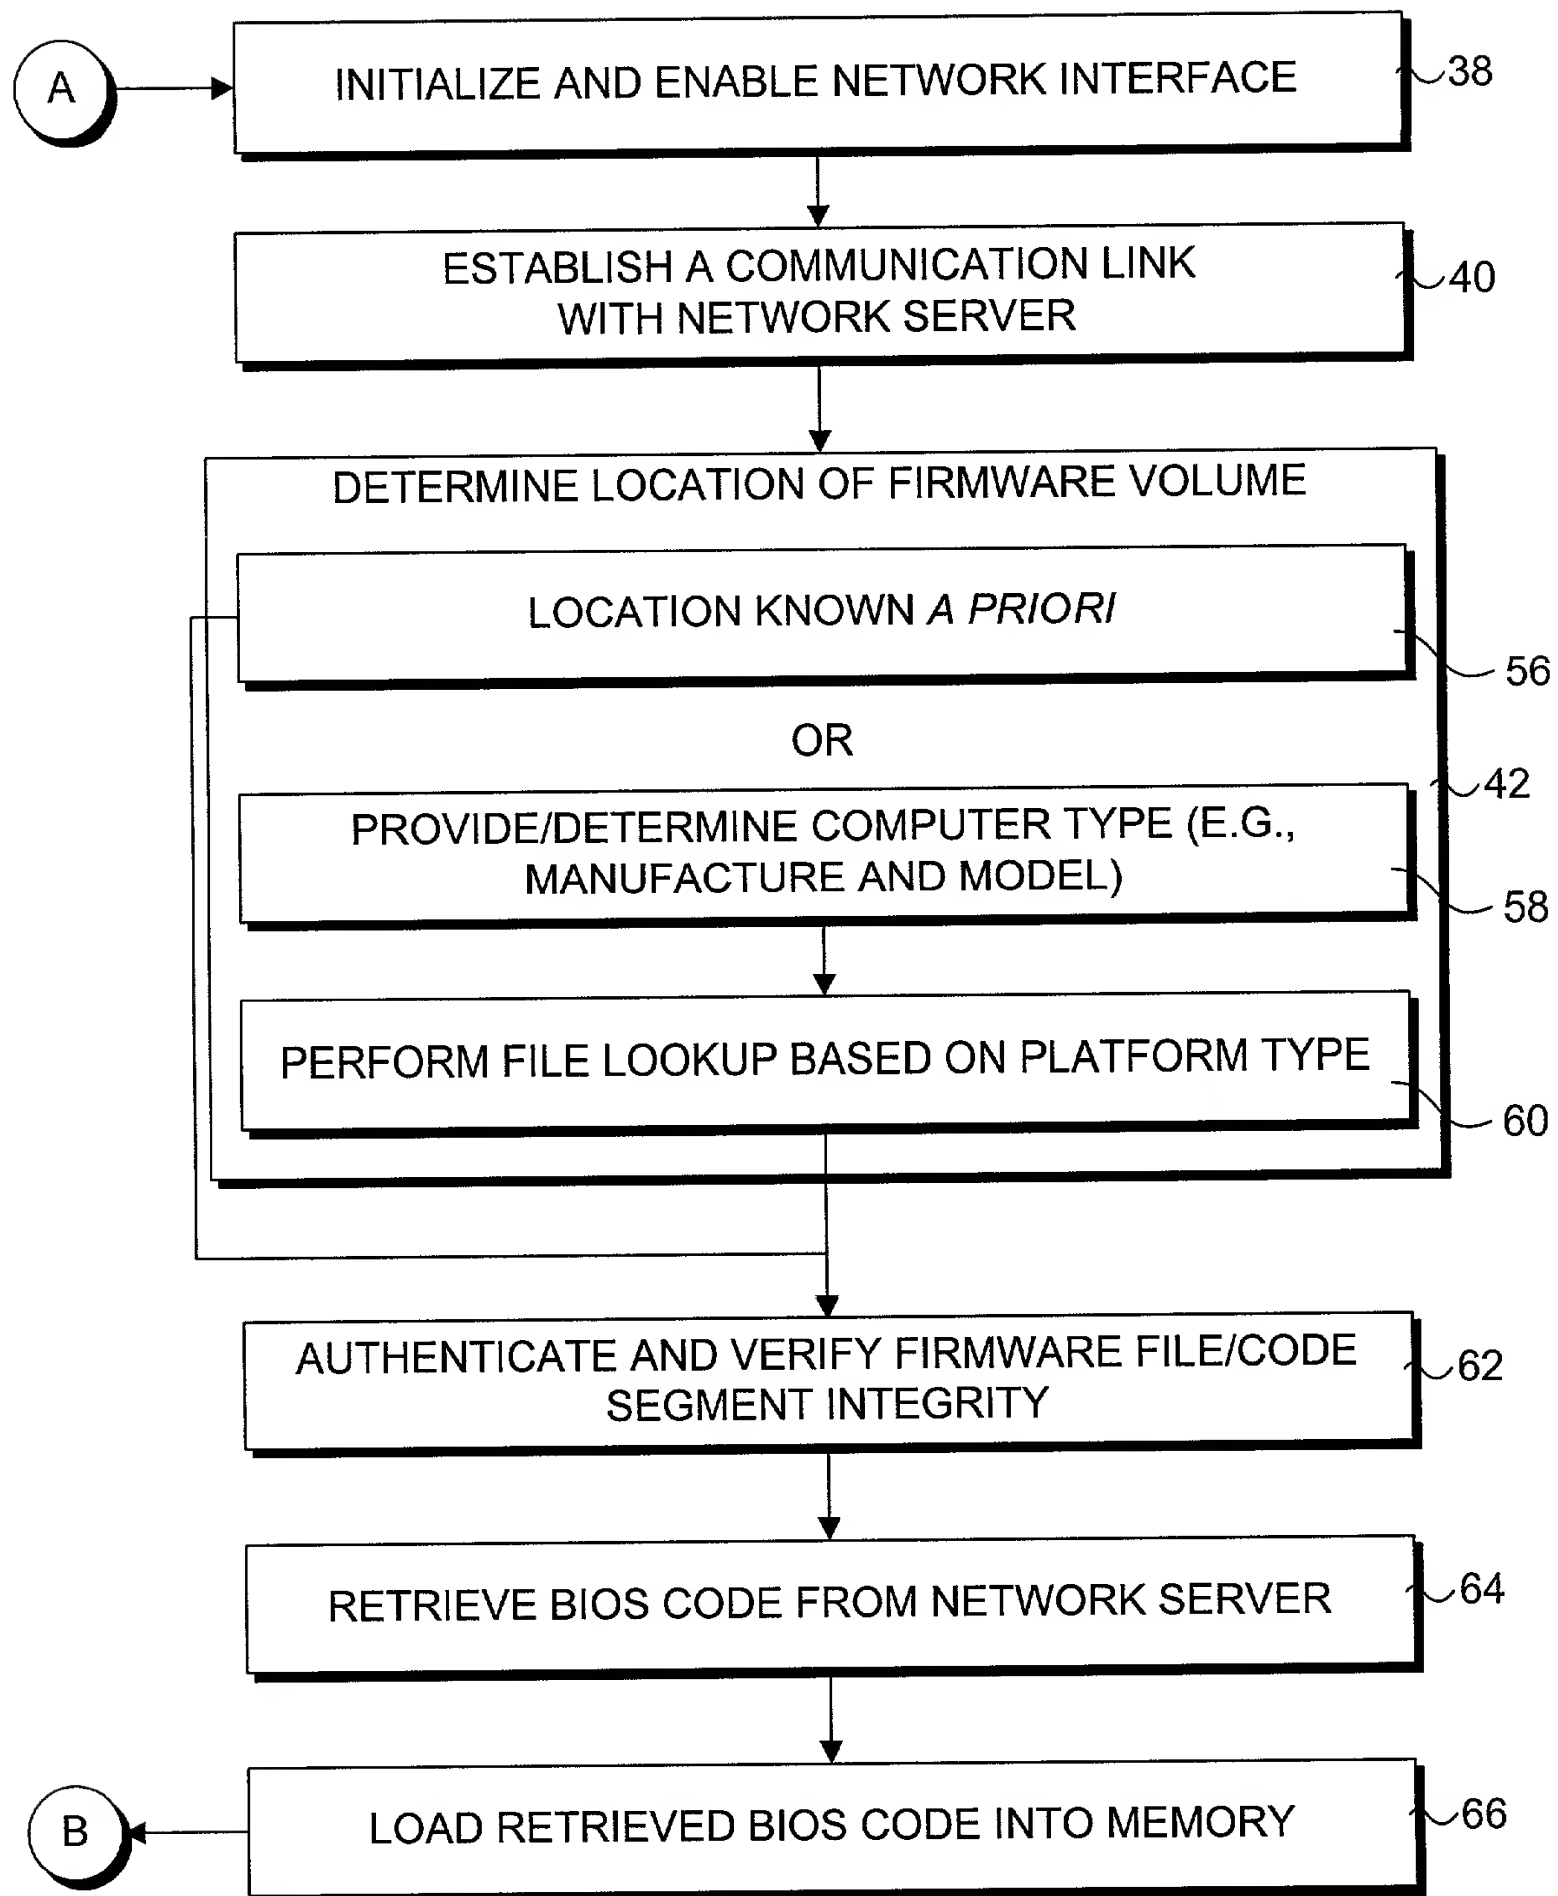 A
INITIALIZE AND ENABLE NETWORK INTERFACE
38
ESTABLISH A COMMUNICATION LINK
WITH NETWORK SERVER
40
DETERMINE LOCATION OF FIRMWARE VOLUME
LOCATION KNOWN A PRIORI
56
OR
42
PROVIDE/DETERMINE COMPUTER TYPE (E.G.,
MANUFACTURE AND MODEL)
58
PERFORM FILE LOOKUP BASED ON PLATFORM TYPE
60
AUTHENTICATE AND VERIFY FIRMWARE FILE/CODE
SEGMENT INTEGRITY
62
RETRIEVE BIOS CODE FROM NETWORK SERVER
64
B
LOAD RETRIEVED BIOS CODE INTO MEMORY
66